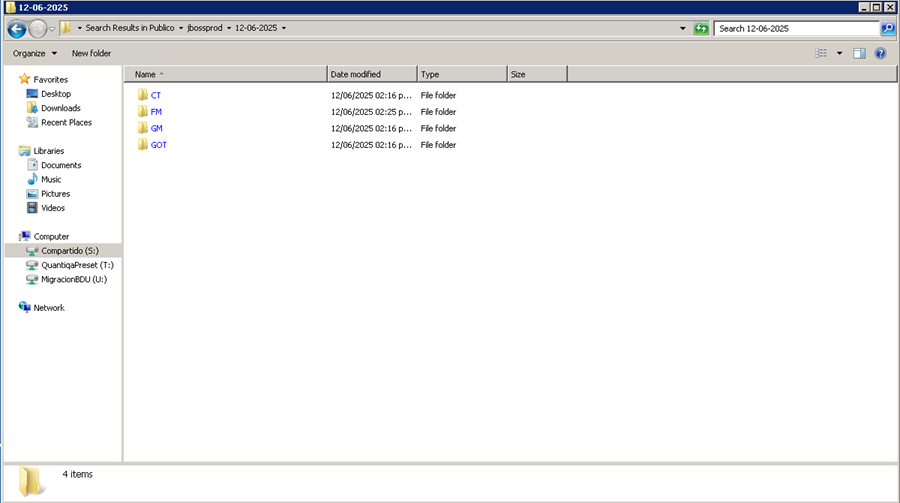 12-06-2025
Search Results in Publico jbossprod 12-06-2025
Search 12-06-2025
Organize New folder
Favorites
Desktop
Downloads
Recent Places
Libraries
Documents
Music
Pictures
Videos
Computer
Compartido (S:)
QuantiqaPreset (T:)
MigracionBDU (U:)
Network
Name Date modified Type Size
CT 12/06/2025 02:16 p... File folder
FM 12/06/2025 02:25 p... File folder
GM 12/06/2025 02:16 p... File folder
GOT 12/06/2025 02:16 p... File folder
4 items